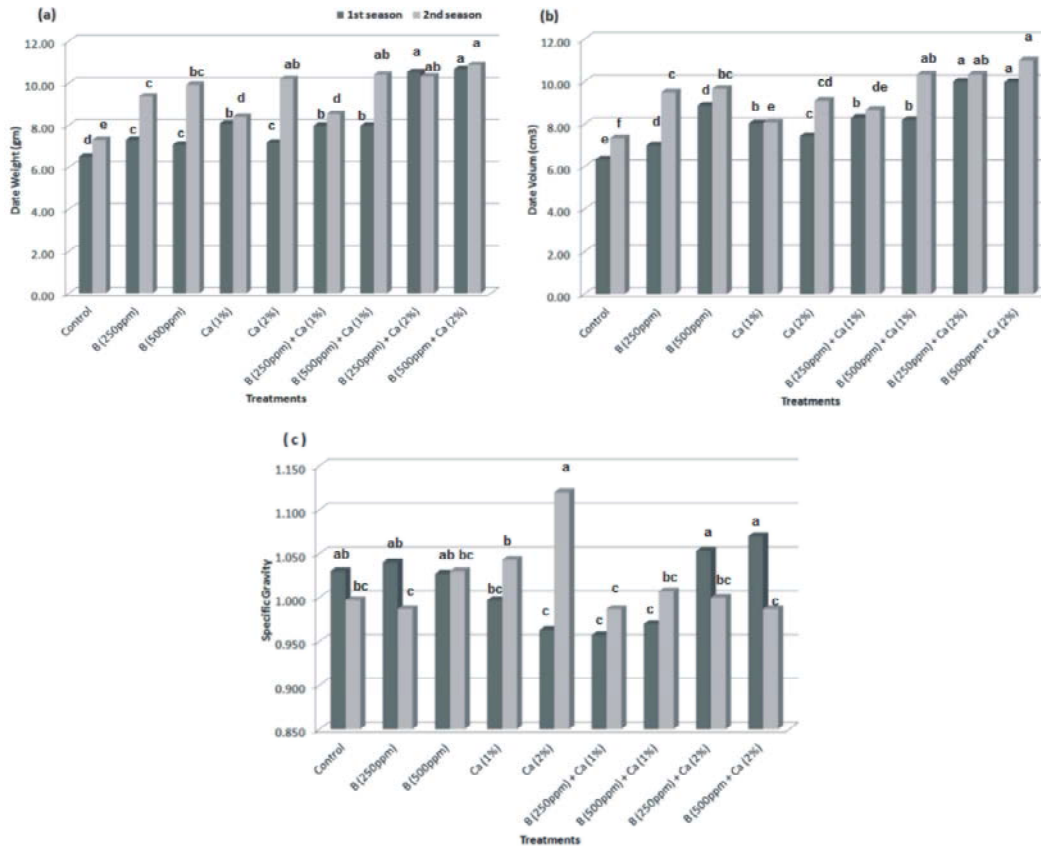 (a)
1st season 2nd season
12.00
10.00
8.00
6.00
4.00
2.00
0.00
Date Weight (gm)
d e c c c bc b d c ab b d b ab a ab a a
Control
B (250ppm)
B (500ppm)
Ca (1%)
Ca (2%)
B (250ppm) + Ca (1%)
B (500ppm) + Ca (1%)
B (250ppm) + Ca (2%)
B (500ppm + Ca (2%)
Treatments
(b)
12.00
10.00
8.00
6.00
4.00
2.00
0.00
Date Volum (cm3)
e f d c d bc b e c cd b de b ab a ab a a
Control
B (250ppm)
B (500ppm)
Ca (1%)
Ca (2%)
B (250ppm) + Ca (1%)
B (500ppm) + Ca (1%)
B (250ppm) + Ca (2%)
B (500ppm + Ca (2%)
Treatments
(c)
1.150
1.100
1.050
1.000
0.950
0.900
0.850
Specific Gravity
ab bc ab c ab bc bc b c a c c c bc a bc a c
Control
B (250ppm)
B (500ppm)
Ca (1%)
Ca (2%)
B (250ppm) + Ca (1%)
B (500ppm) + Ca (1%)
B (250ppm) + Ca (2%)
B (500ppm + Ca (2%)
Treatments